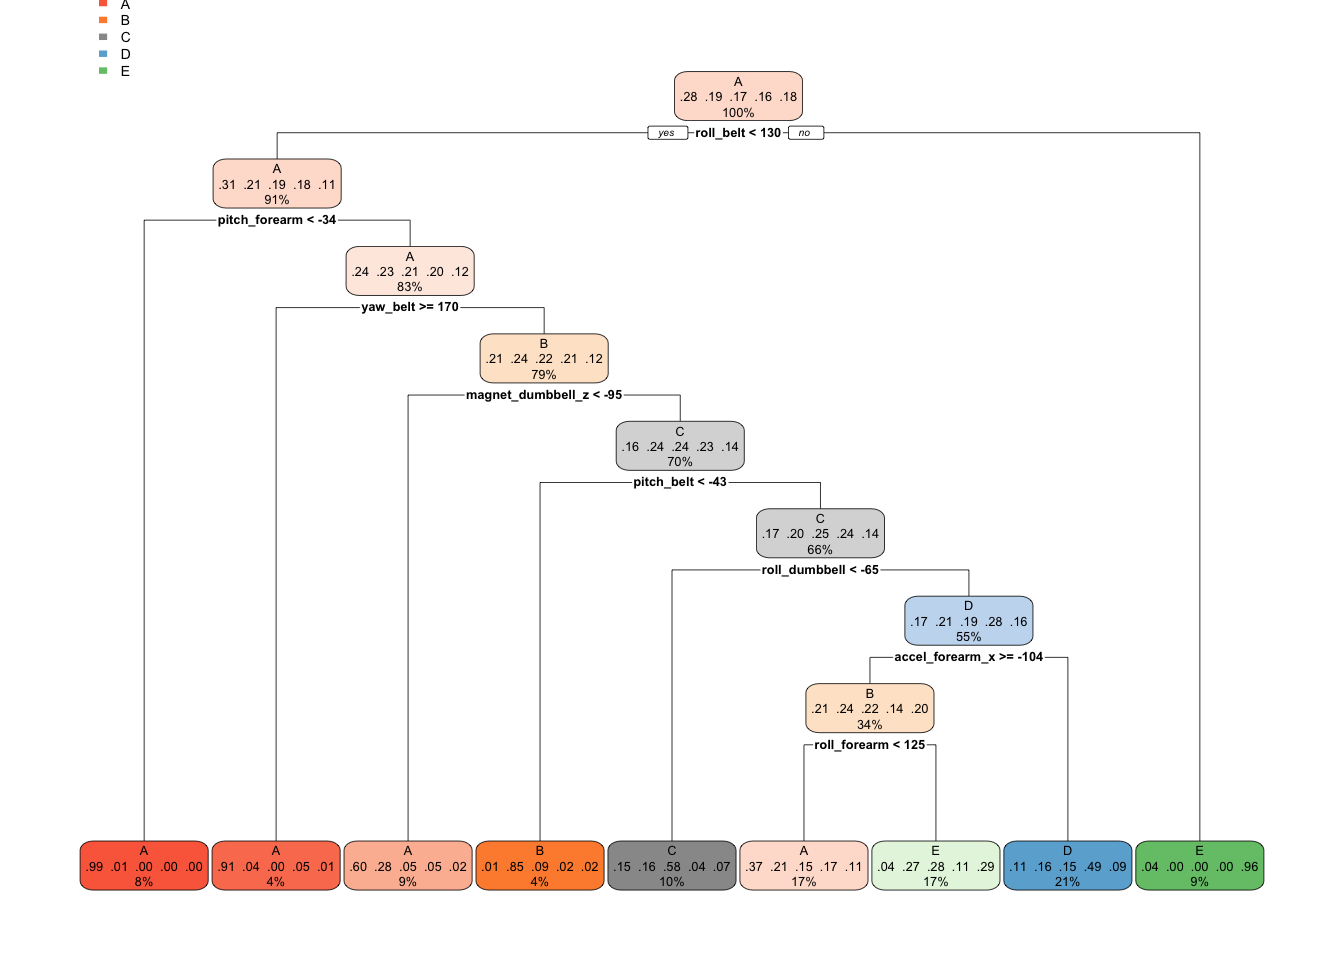 A
B
C
D
E
A
.28 .19 .17 .16 .18
100%
yes roll_belt < 130 no
A
.31 .21 .19 .18 .11
91%
pitch_forearm < -34
A
.24 .23 .21 .20 .12
83%
yaw_belt >= 170
B
.21 .24 .22 .21 .12
79%
magnet_dumbbell_z < -95
C
.16 .24 .24 .23 .14
70%
pitch_belt < -43
C
.17 .20 .25 .24 .14
66%
roll_dumbbell < -65
D
.17 .21 .19 .28 .16
55%
accel_forearm_x >= -104
B
.21 .24 .22 .14 .20
34%
roll_forearm < 125
A
.99 .01 .00 .00 .00
8%
A
.91 .04 .00 .05 .01
4%
A
.60 .28 .05 .05 .02
9%
B
.01 .85 .09 .02 .02
4%
C
.15 .16 .58 .04 .07
10%
A
.37 .21 .15 .17 .11
17%
E
.04 .27 .28 .11 .29
17%
D
.11 .16 .15 .49 .09
21%
E
.04 .00 .00 .00 .96
9%